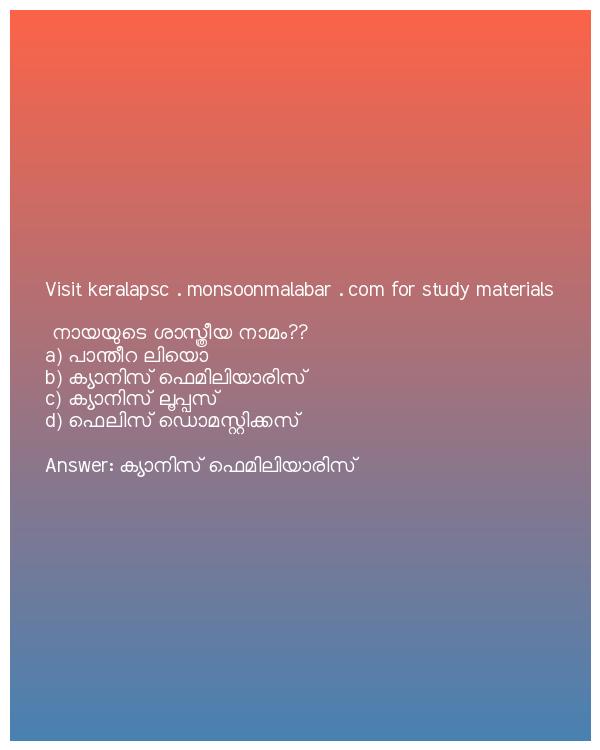 Visit keralapsc . monsoonmalabar . com for study materials
നായയുടെ ശാസ്ത്രീയ നാമം??
a) പാന്തീറ ലിയൊ
b) ക്യാനിസ് ഫെമിലിയാരിസ്
c) ക്യാനിസ് ലൂപ്പസ്
d) ഫെലിസ് ഡൊമസ്റ്റിക്കസ്
Answer: ക്യാനിസ് ഫെമിലിയാരിസ്